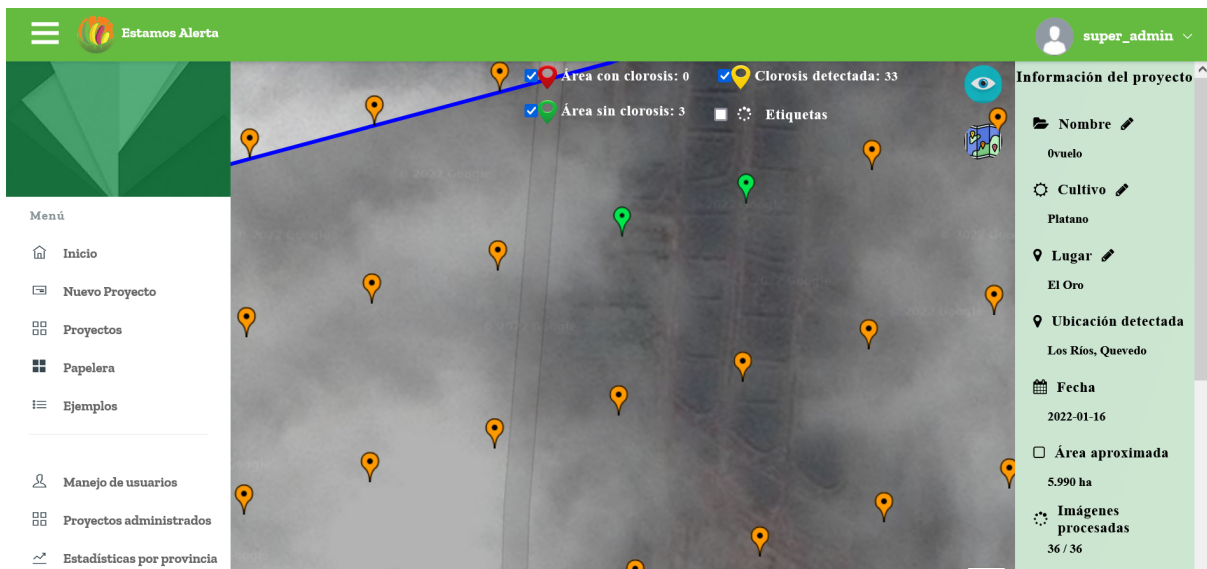 Estamos Alerta
super_admin
Menú
Inicio
Nuevo Proyecto
Proyectos
Papelera
Ejemplos
Manejo de usuarios
Proyectos administrados
Estadísticas por provincia
Área con clorosis: 0
Clorosis detectada: 33
Área sin clorosis: 3
Etiquetas
© 2022 Google
Información del proyecto
Nombre
0vuelo
Cultivo
Platano
Lugar
El Oro
Ubicación detectada
Los Ríos, Quevedo
Fecha
2022-01-16
Área aproximada
5.990 ha
Imágenes
procesadas
36 / 36